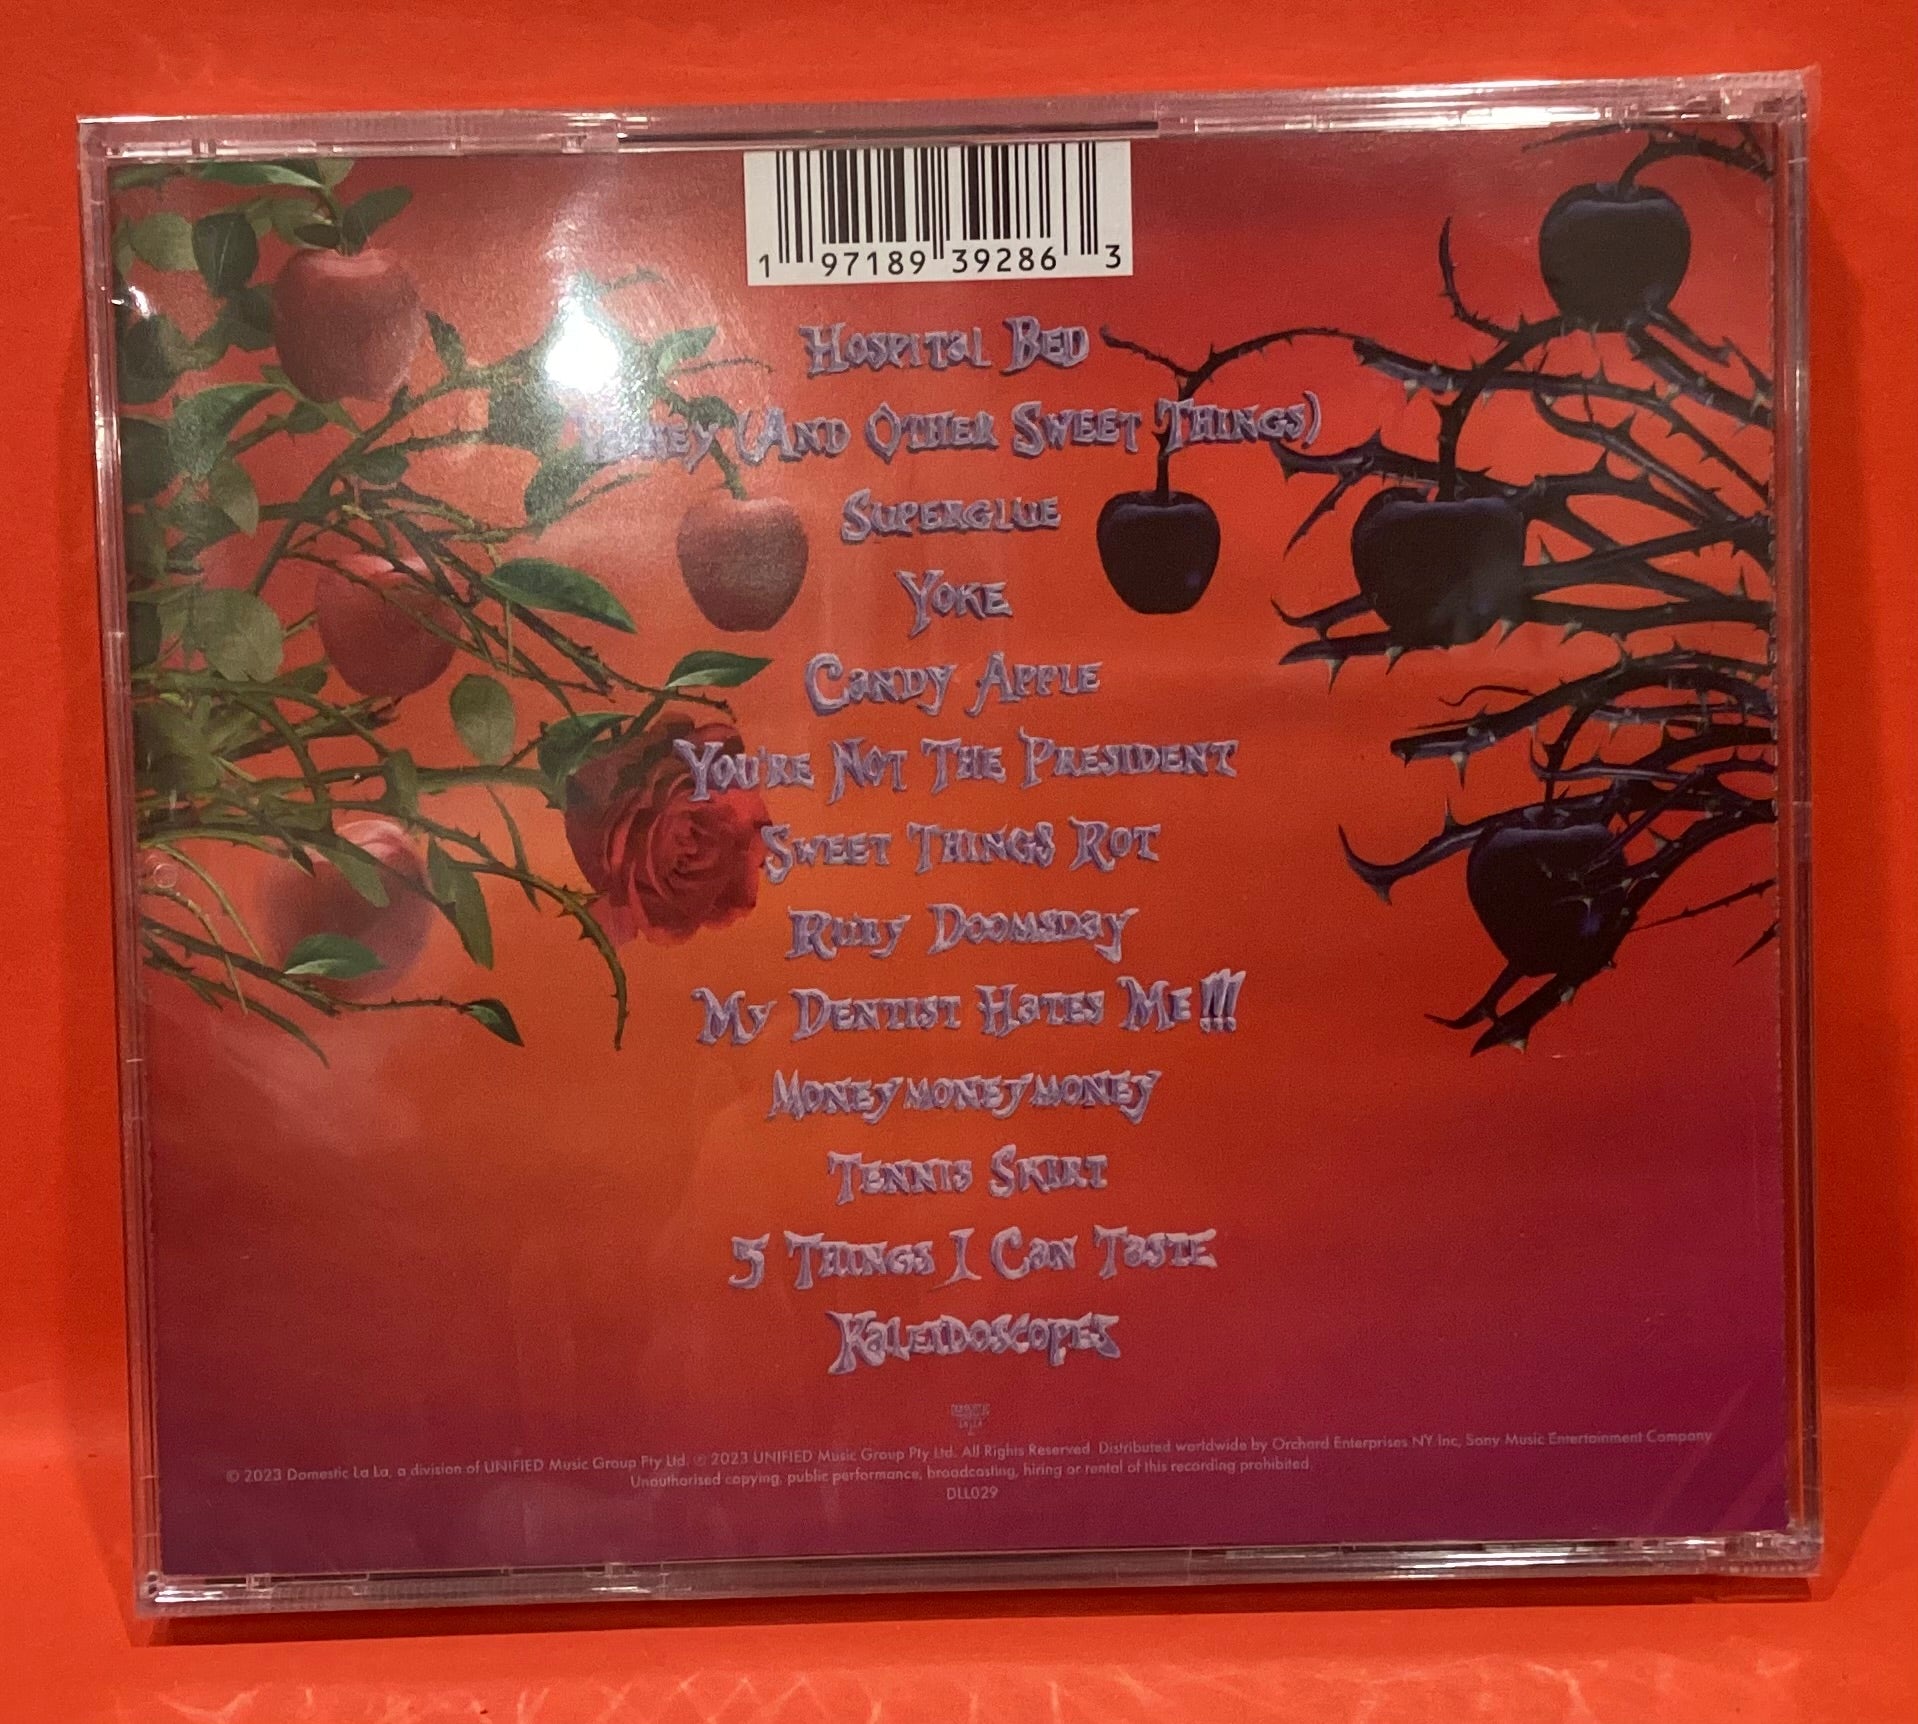 1 97189 39286 3
Hospital Bed
(And Other Sweet Things)
Superglue
Yoke
Candy Apple
You're Not The President
Sweet Things Rot
Ruby Doomsday
My Dentist Hates Me!!!
Moneymoneymoney
Tennis Skirt
5 Things I Can Taste
Kaleidoscopes
© 2023 Domestic La La, a division of UNIFIED Music Group Pty Ltd. ℗ 2023 UNIFIED Music Group Pty Ltd. All Rights Reserved. Distributed worldwide by Orchard Enterprises NY Inc, Sony Music Entertainment Company
Unauthorised copying, public performance, broadcasting, hiring or rental of this recording prohibited.
DLL029